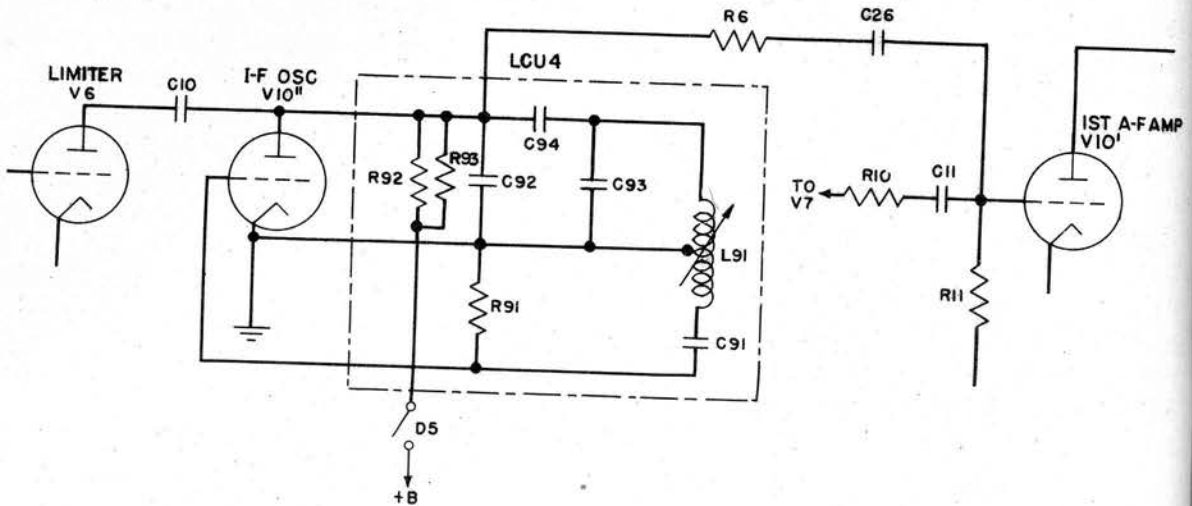 R6
C26
LCU4
LIMITER
V6
C10
I-F OSC
V10"
1ST A-F AMP
V10'
C94
R92
R93
C92
C93
TO
V7
R10
C11
L91
R91
R11
C91
D5
+B